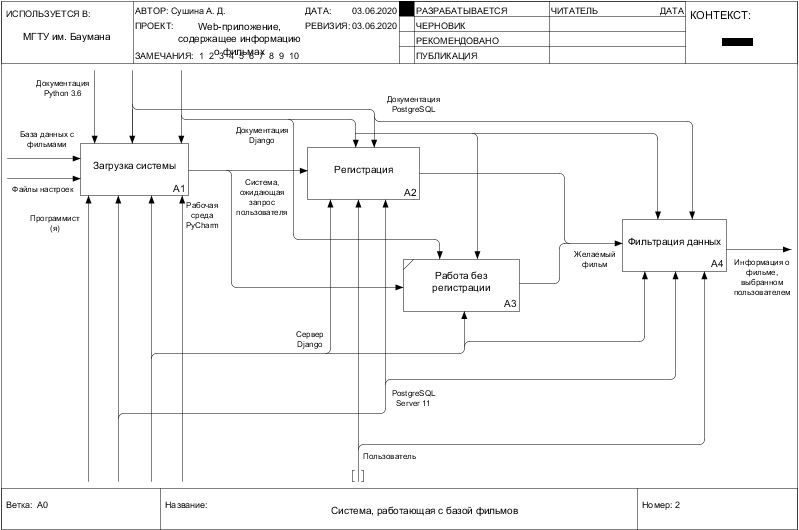 ИСПОЛЬЗУЕТСЯ В:
МГТУ им. Баумана
АВТОР: Сушина А. Д.
ДАТА: 03.06.2020
ПРОЕКТ: Web-приложение,
содержащее информацию
о фильмах
РЕВИЗИЯ: 03.06.2020
ЗАМЕЧАНИЯ: 1 2 3 4 5 6 7 8 9 10
РАЗРАБАТЫВАЕТСЯ
ЧЕРНОВИК
РЕКОМЕНДОВАНО
ПУБЛИКАЦИЯ
ЧИТАТЕЛЬ ДАТА
КОНТЕКСТ:
Документация
Python 3.6
База данных с
фильмами
Файлы настроек
Программист
(я)
Загрузка системы
A1
Рабочая
среда
PyCharm
Документация
Django
Система,
ожидающая
запрос
пользователя
Документация
PostgreSQL
Регистрация
A2
Работа без
регистрации
A3
Желаемый
фильм
Фильтрация данных
A4
Информация о
фильме,
выбранном
пользователем
Сервер
Django
PostgreSQL
Server 11
Пользователь
Ветка: A0
Название:
Система, работающая с базой фильмов
Номер: 2